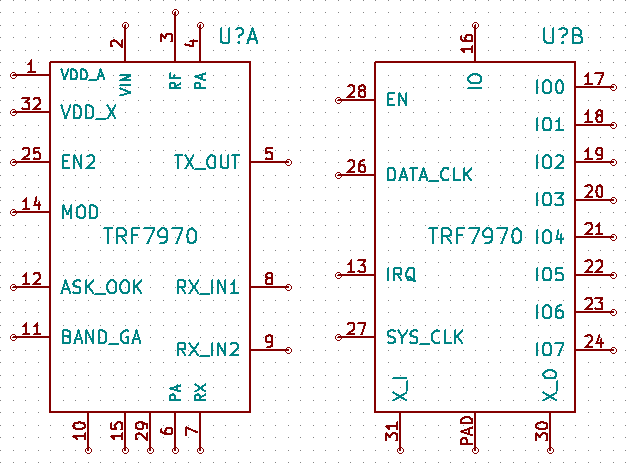 U?A
2
3
4
1
VDD_A
VIN
RF
PA
32
VDD_X
25
EN2
TX_OUT
5
14
MOD
TRF7970
12
ASK_OOK
RX_IN1
8
11
BAND_GA
RX_IN2
9
PA
RX
10
15
29
6
7
U?B
16
IO
28
EN
IO0
17
IO1
18
26
DATA_CLK
IO2
19
IO3
20
TRF7970
IO4
21
13
IRQ
IO5
22
IO6
23
27
SYS_CLK
IO7
24
X_I
X_O
31
PAD
30